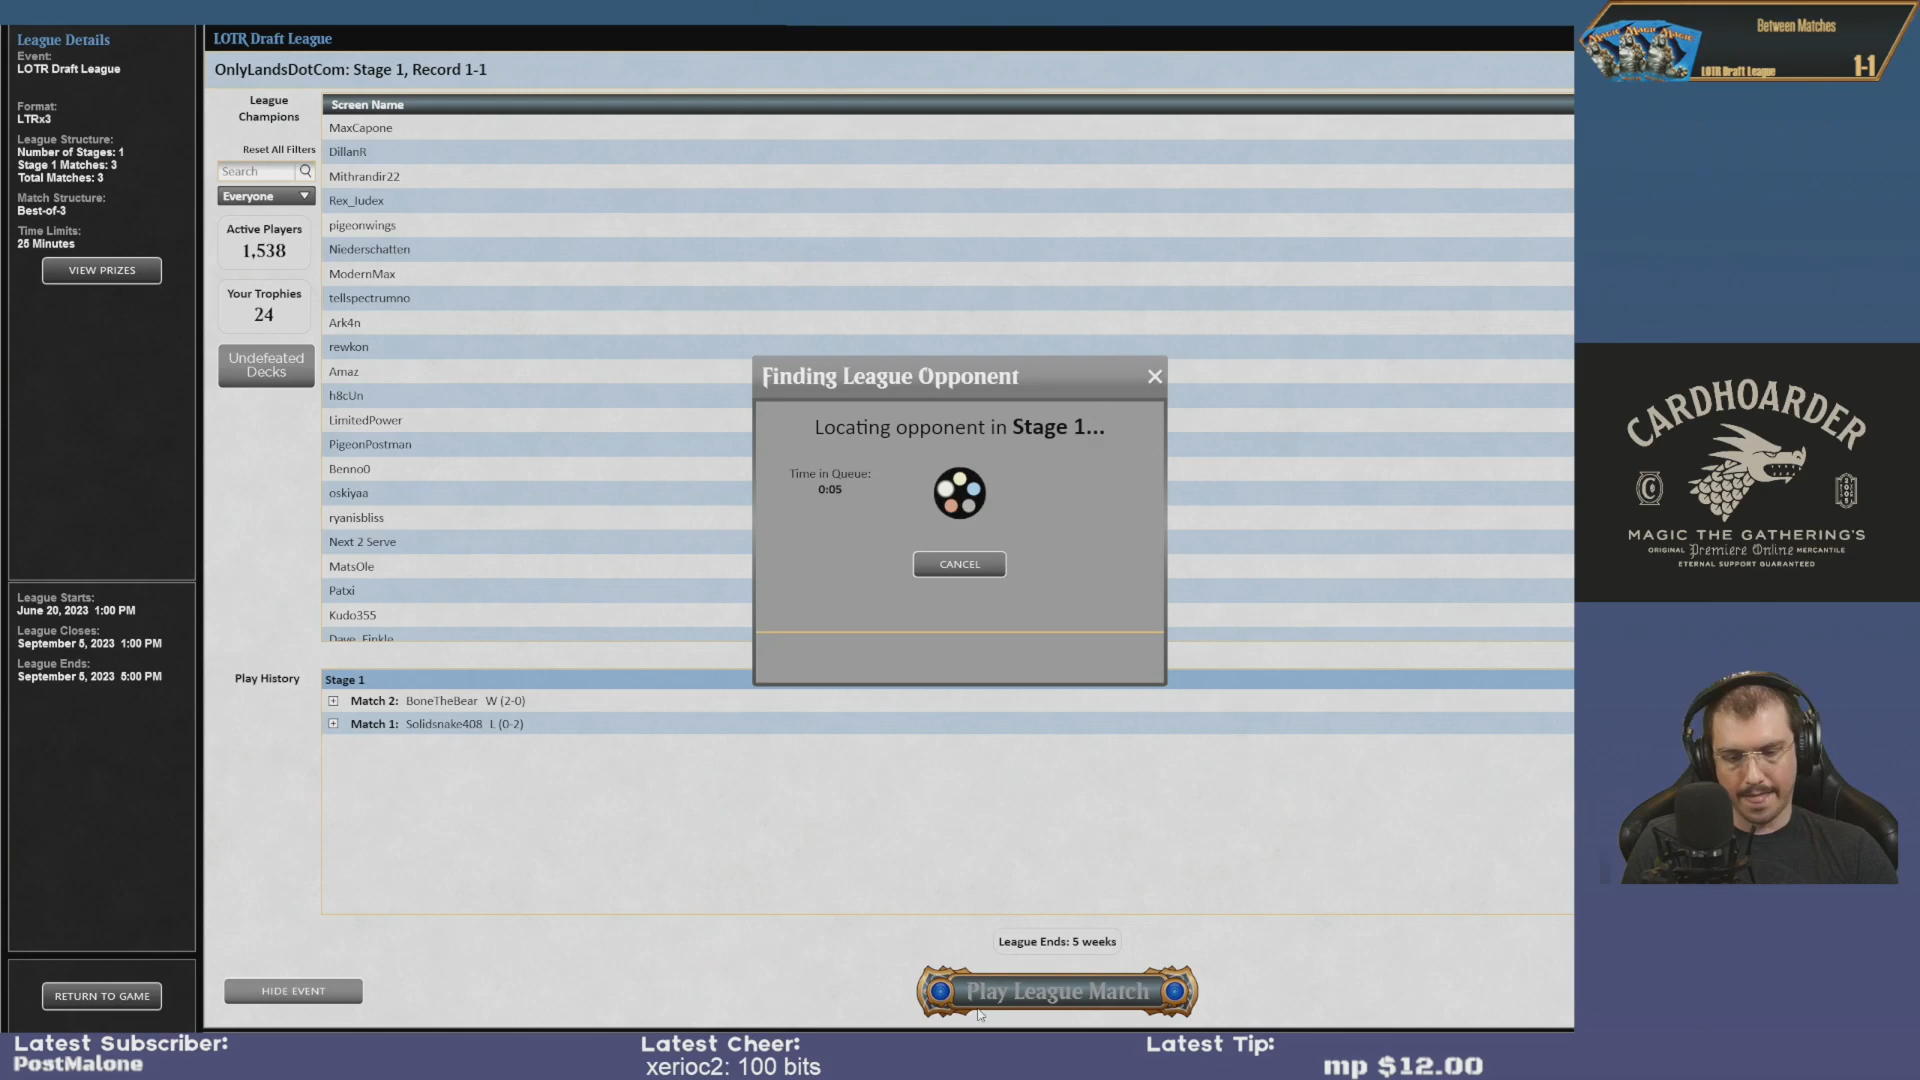 League Details
Event:
LOTR Draft League
Format:
LTRx3
League Structure:
Number of Stages: 1
Stage 1 Matches: 3
Total Matches: 3
Match Structure:
Best-of-3
Time Limits:
25 Minutes
VIEW PRIZES
League Starts:
June 20, 2023 1:00 PM
League Closes:
September 5, 2023 1:00 PM
League Ends:
September 5, 2023 5:00 PM
RETURN TO GAME
LOTR Draft League
OnlyLandsDotCom: Stage 1, Record 1-1
League
Champions
Reset All Filters
Search
Everyone
Active Players
1,538
Your Trophies
24
Undefeated
Decks
Screen Name
MaxCapone
DillanR
Mithrandir22
Rex_Iudex
pigeonwings
Niederschatten
ModernMax
tellspectrumno
Ark4n
rewkon
Amaz
h8cUn
LimitedPower
PigeonPostman
Benno0
oskiyaa
ryanisbliss
Next 2 Serve
MatsOle
Patxi
Kudo355
Dave_Finkle
Finding League Opponent
Locating opponent in Stage 1...
Time in Queue:
0:05
CANCEL
Play History
Stage 1
Match 2: BoneTheBear W (2-0)
Match 1: Solidsnake408 L (0-2)
League Ends: 5 weeks
HIDE EVENT
Play League Match
Between Matches
MAGIC MAGIC MAGIC
LOTR Draft League
1-1
CARDHOARDER
C
2005
MAGIC THE GATHERING'S
ORIGINAL Premiere Online MERCANTILE
ETERNAL SUPPORT GUARANTEED
Latest Subscriber:
PostMalone
Latest Cheer:
xerioc2: 100 bits
Latest Tip:
mp $12.00